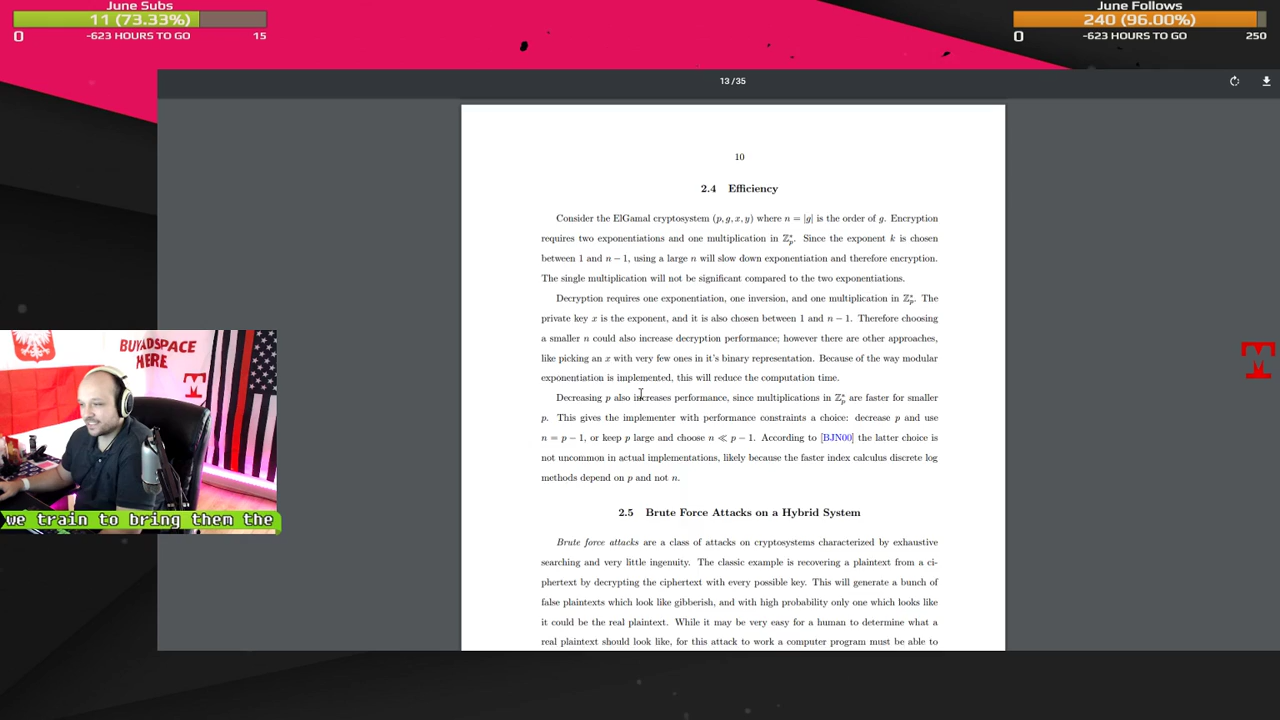 June Subs
11 (73.33%)
0 -623 HOURS TO GO 15
June Follows
240 (96.00%)
0 -623 HOURS TO GO 250
13 / 35
10
2.4 Efficiency
Consider the ElGamal cryptosystem (p, g, x, y) where n = |g| is the order of g. Encryption
requires two exponentiations and one multiplication in ℤ*ₚ. Since the exponent k is chosen
between 1 and n − 1, using a large n will slow down exponentiation and therefore encryption.
The single multiplication will not be significant compared to the two exponentiations.
Decryption requires one exponentiation, one inversion, and one multiplication in ℤ*ₚ. The
private key x is the exponent, and it is also chosen between 1 and n − 1. Therefore choosing
a smaller n could also increase decryption performance; however there are other approaches,
like picking an x with very few ones in it's binary representation. Because of the way modular
exponentiation is implemented, this will reduce the computation time.
Decreasing p also increases performance, since multiplications in ℤ*ₚ are faster for smaller
p. This gives the implementer with performance constraints a choice: decrease p and use
n = p − 1, or keep p large and choose n ≪ p − 1. According to [BJN00] the latter choice is
not uncommon in actual implementations, likely because the faster index calculus discrete log
methods depend on p and not n.
2.5 Brute Force Attacks on a Hybrid System
Brute force attacks are a class of attacks on cryptosystems characterized by exhaustive
searching and very little ingenuity. The classic example is recovering a plaintext from a ci-
phertext by decrypting the ciphertext with every possible key. This will generate a bunch of
false plaintexts which look like gibberish, and with high probability only one which looks like
it could be the real plaintext. While it may be very easy for a human to determine what a
real plaintext should look like, for this attack to work a computer program must be able to
BUY ADSPACE
HERE
we train to bring them the